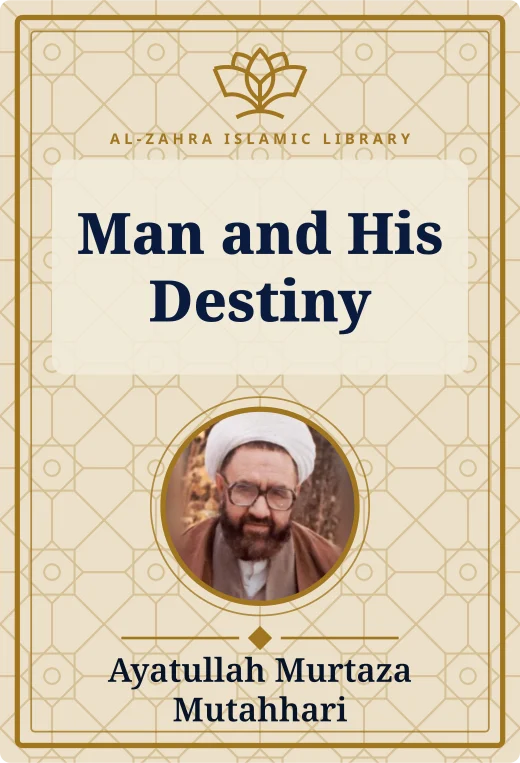 AL-ZAHRA ISLAMIC LIBRARY
Man and His
Destiny
Ayatullah Murtaza
Mutahhari